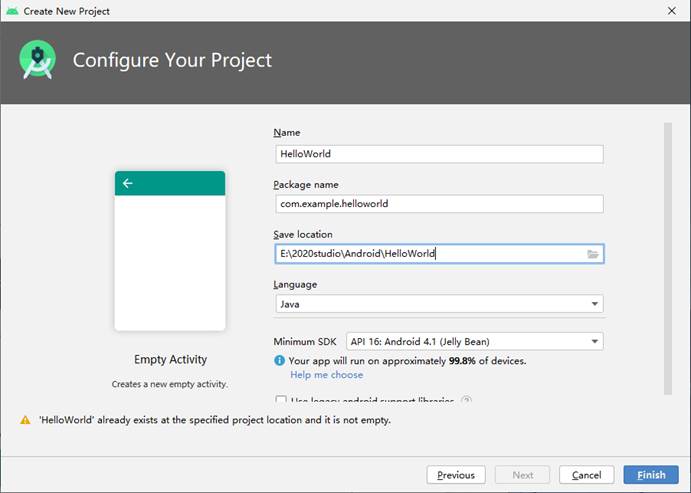 Create New Project
Configure Your Project
Name
HelloWorld
Package name
com.example.helloworld
Save location
E:\2020studio\Android\HelloWorld
Language
Java
Minimum SDK API 16: Android 4.1 (Jelly Bean)
Your app will run on approximately 99.8% of devices.
Help me choose
Use legacy android.support libraries ?
Empty Activity
Creates a new empty activity.
'HelloWorld' already exists at the specified project location and it is not empty.
Previous Next Cancel Finish